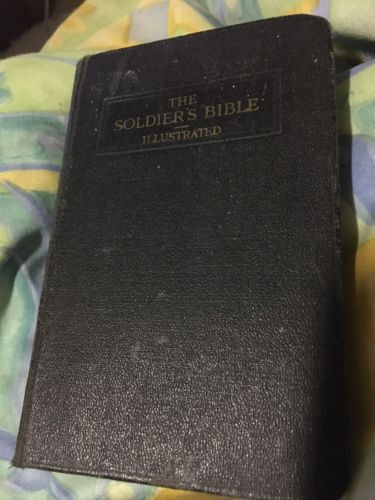 THE
SOLDIER'S BIBLE
ILLUSTRATED